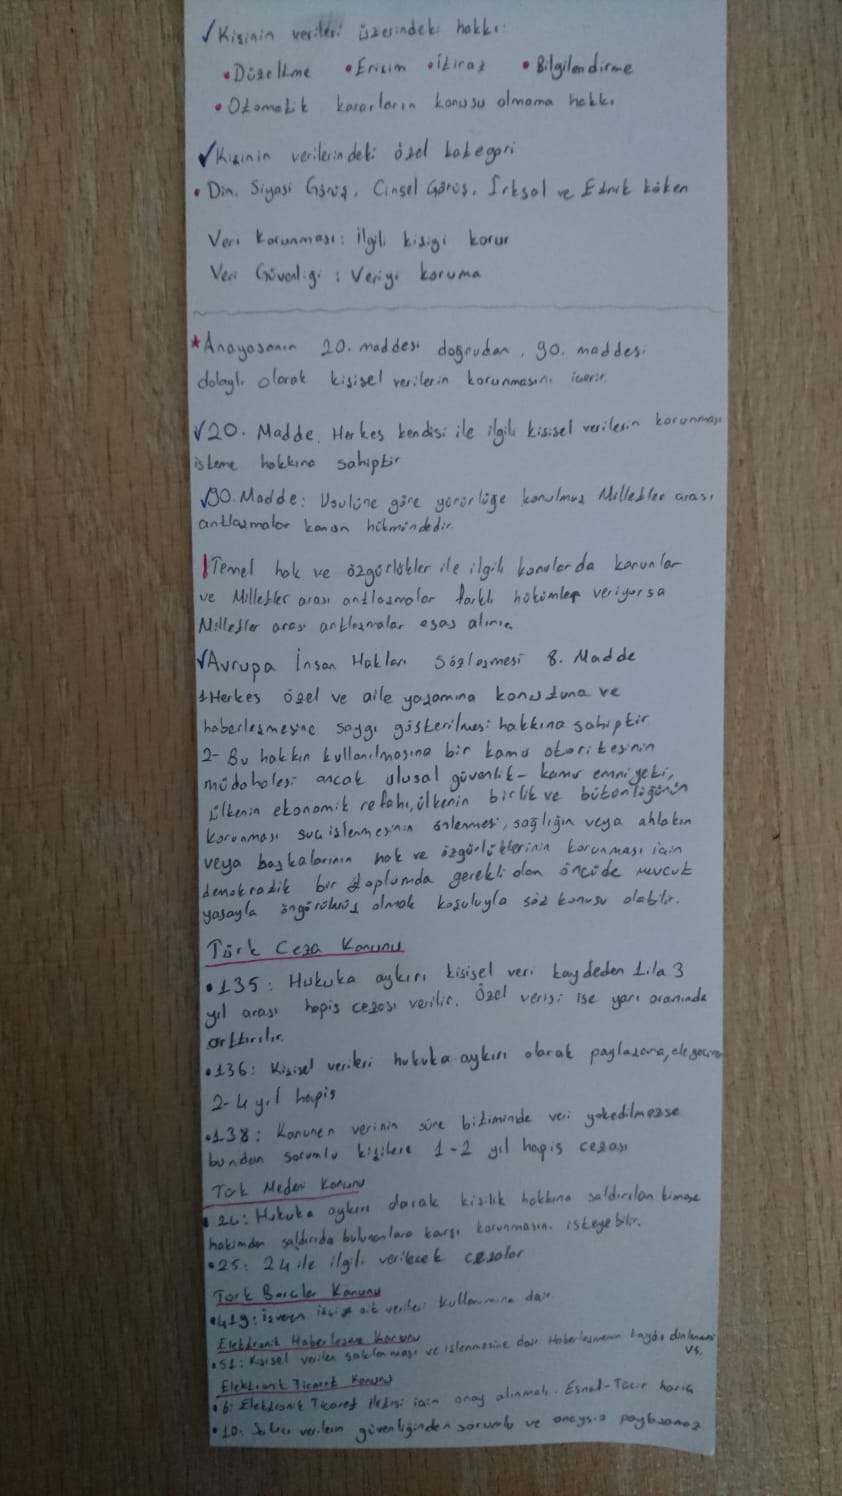 ✓Kişinin verileri üzerindeki hakkı:
•Düzeltme •Erisim •İtiraz •Bilgilendirme
•Otomatik kararların konusu olmama hakkı
✓Kişinin verilerindeki özel kategori
•Din, Siyasi Görüş, Cinsel Görüş, Irksal ve Etnik köken
Veri Korunması: İlgili kişiyi korur
Veri Güvenliği: Veriyi koruma
*Anayasanın 20. maddesi doğrudan, 90. maddesi
dolaylı olarak kişisel verilerin korunmasını içerir.
✓20. Madde: Herkes kendisi ile ilgili kişisel verilerin korunması
isteme hakkına sahiptir
✓90. Madde: Usulüne göre yürürlüğe konulmuş Milletler arası
antlaşmalar kanun hükmündedir.
!Temel hak ve özgürlükler ile ilgili konularda kanunlar
ve Milletler arası antlaşmalar farklı hükümler veriyorsa
Milletler arası antlaşmalar esas alınır.
✓Avrupa İnsan Hakları Sözleşmesi 8. Madde
1-Herkes özel ve aile yaşamına konutuna ve
haberleşmesine saygı gösterilmesi hakkına sahiptir
2- Bu hakkın kullanılmasına bir kamu otoritesinin
müdahalesi ancak ulusal güvenlik- kamu emniyeti,
ülkenin ekonomik refahı, ülkenin birlik ve bütünlüğünün
korunması suç işlenmesinin önlenmesi, sağlığın veya ahlakın
veya başkalarının hak ve özgürlüklerinin korunması için
demokratik bir toplumda gerekli olan ölçüde mevcut
yasayla öngörülmüş olmak koşuluyla söz konusu olabilir.
Türk Ceza Kanunu
•135: Hukuka aykırı kişisel veri kaydeden 1 ila 3
yıl arası hapis cezası verilir. Özel verisi ise yarı oranında
arttırılır.
•136: Kişisel verileri hukuka aykırı olarak paylaşana, ele geçirene
2-4 yıl hapis
•138: Kanunen verinin süre bitiminde veri yokedilmezse
bundan sorumlu kişilere 1-2 yıl hapis cezası
Türk Medeni Kanunu
•24: Hukuka aykırı olarak kişilik hakkına saldırılan kimse
hakimden saldırıda bulunanlara karşı korunmasını isteyebilir.
•25: 24 ile ilgili verilecek cezalar
Türk Borçlar Kanunu
•419: İşveren işçiye ait verileri kullanımına dair
Elektronik Haberleşme Kanunu
•51: Kişisel verilen saklanması ve işlenmesine dair Haberleşmenin kaydı dinlenmesi
vs.
Elektronik Ticaret Kanunu
•6: Elektronik Ticaret iletisi için onay alınmalı. Esnaf-Tacir hariç
•10: verilerin güvenliğinden sorumlu ve onaysız paylaşamaz